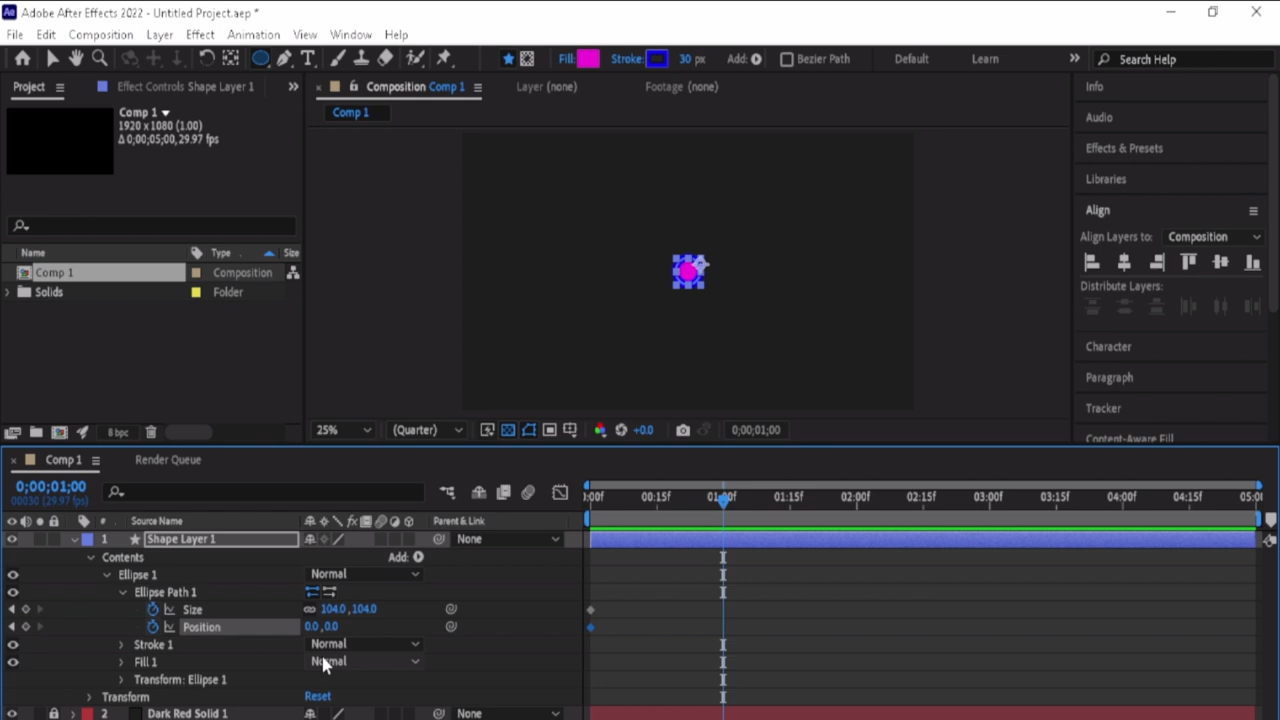 Ae Adobe After Effects 2022 - Untitled Project.aep *
File Edit Composition Layer Effect Animation View Window Help
Fill: Stroke: 30 px Add: Bezier Path Default Learn Search Help
Project Effect Controls Shape Layer 1 Composition Comp 1 Layer (none) Footage (none) Info
Comp 1
1920 x 1080 (1.00)
Δ 0;00;05;00, 29.97 fps
Comp 1
Audio
Effects & Presets
Libraries
Align
Align Layers to: Composition
Distribute Layers:
Character
Paragraph
Tracker
Content-Aware Fill
Name Type Size
Comp 1 Composition
Solids Folder
8 bpc
25% (Quarter) +0.0 0;00;01;00
Comp 1 Render Queue
0;00;01;00
00030 (29.97 fps)
:00f 00:15f 01:00f 01:15f 02:00f 02:15f 03:00f 03:15f 04:00f 04:15f 05:0
# Source Name fx Parent & Link
1 Shape Layer 1 None
Contents Add:
Ellipse 1 Normal
Ellipse Path 1
Size 104.0,104.0
Position 0.0,0.0
Stroke 1 Normal
Fill 1 Normal
Transform: Ellipse 1
Transform Reset
2 Dark Red Solid 1 None